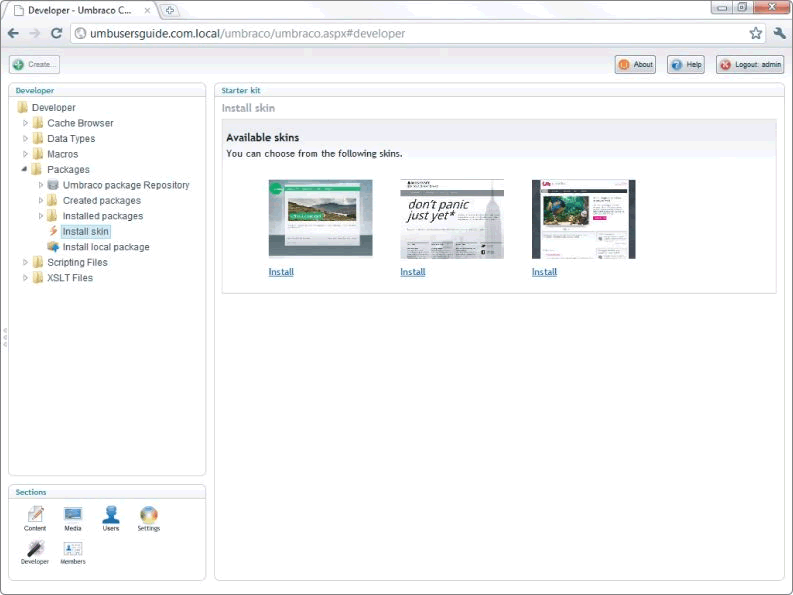 Developer - Umbraco C...
umbusersguide.com.local/umbraco/umbraco.aspx#developer
Create...
About
Help
Logout: admin
Developer
Developer
Cache Browser
Data Types
Macros
Packages
Umbraco package Repository
Created packages
Installed packages
Install skin
Install local package
Scripting Files
XSLT Files
Sections
Content
Media
Users
Settings
Developer
Members
Starter kit
Install skin
Available skins
You can choose from the following skins.
don't panic
just yet*
Install
Install
Install